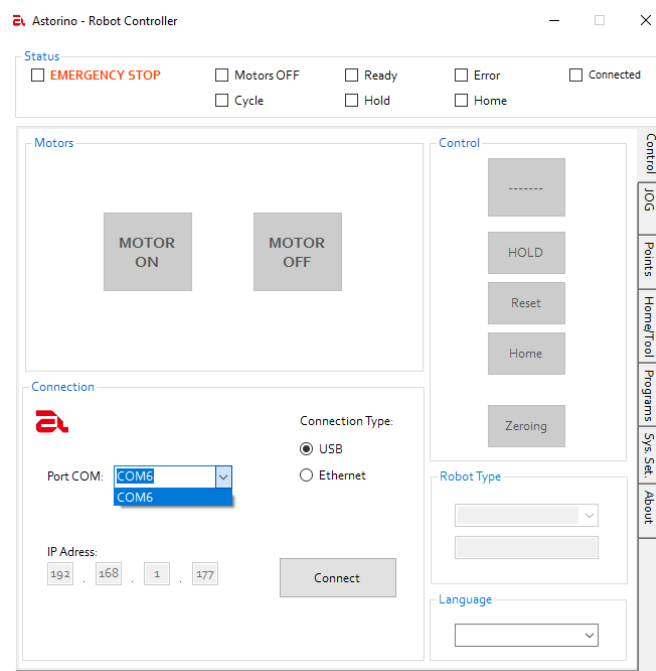 Astorino - Robot Controller
Status
EMERGENCY STOP Motors OFF Ready Error Connected
Cycle Hold Home
Motors
MOTOR ON
MOTOR OFF
Control
-------
HOLD
Reset
Home
Zeroing
Control
JOG
Points
Home/Tool
Programs
Sys. Set.
About
Connection
Connection Type:
USB
Ethernet
Port COM: COM6
COM6
IP Adress:
192 . 168 . 1 . 177
Connect
Robot Type
Language